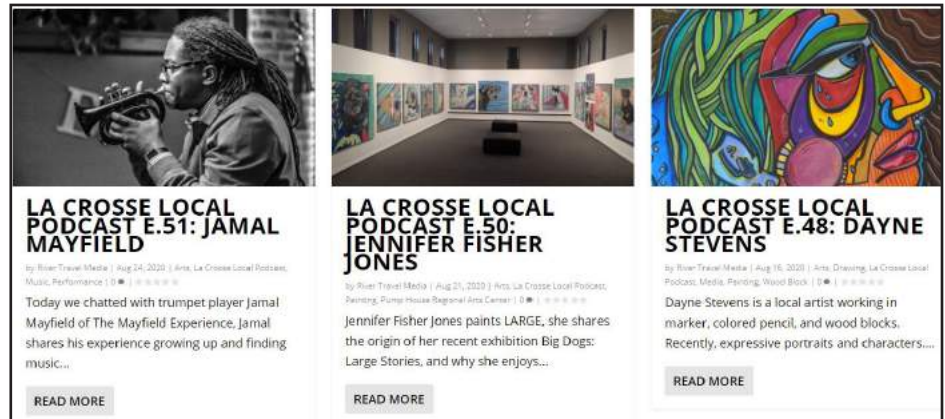 LA CROSSE LOCAL
PODCAST E.51: JAMAL
MAYFIELD
by River Travel Media | Aug 24, 2020 | Arts, La Crosse Local Podcast,
Music, Performance | 0
Today we chatted with trumpet player Jamal
Mayfield of The Mayfield Experience, Jamal
shares his experience growing up and finding
music...
READ MORE
LA CROSSE LOCAL
PODCAST E.50:
JENNIFER FISHER
JONES
by River Travel Media | Aug 21, 2020 | Arts, La Crosse Local Podcast,
Painting, Pump House Regional Arts Center | 0
Jennifer Fisher Jones paints LARGE, she shares
the origin of her recent exhibition Big Dogs:
Large Stories, and why she enjoys...
READ MORE
LA CROSSE LOCAL
PODCAST E.48: DAYNE
STEVENS
by River Travel Media | Aug 16, 2020 | Arts, Drawing, La Crosse Local
Podcast, Media, Painting, Wood Block | 0
Dayne Stevens is a local artist working in
marker, colored pencil, and wood blocks.
Recently, expressive portraits and characters....
READ MORE